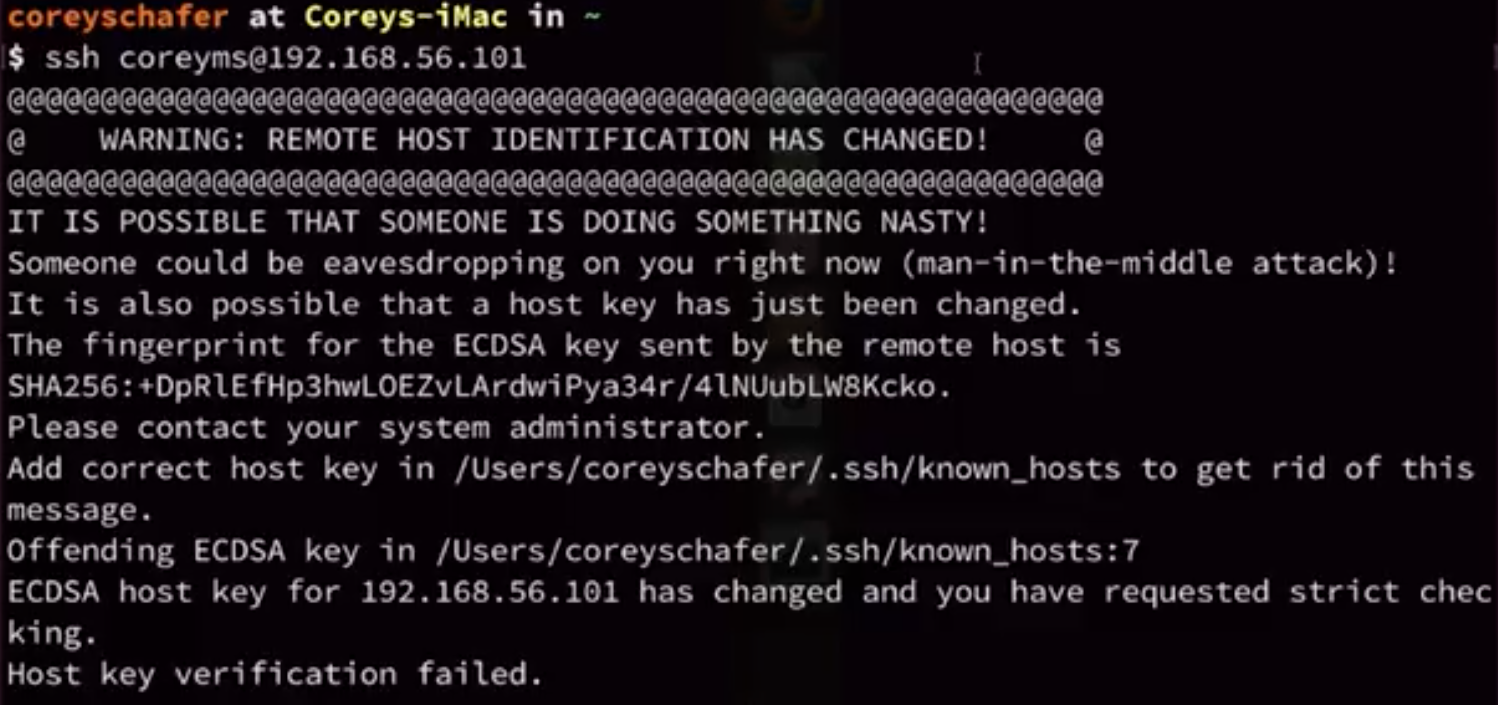 coreyschafer at Coreys-iMac in ~
$ ssh coreyms@192.168.56.101
@@@@@@@@@@@@@@@@@@@@@@@@@@@@@@@@@@@@@@@@@@@@@@@@@@@@@@@@@@@
@    WARNING: REMOTE HOST IDENTIFICATION HAS CHANGED!     @
@@@@@@@@@@@@@@@@@@@@@@@@@@@@@@@@@@@@@@@@@@@@@@@@@@@@@@@@@@@
IT IS POSSIBLE THAT SOMEONE IS DOING SOMETHING NASTY!
Someone could be eavesdropping on you right now (man-in-the-middle attack)!
It is also possible that a host key has just been changed.
The fingerprint for the ECDSA key sent by the remote host is
SHA256:+DpRlEfHp3hwLOEZvLArdwiPya34r/4lNUubLW8Kcko.
Please contact your system administrator.
Add correct host key in /Users/coreyschafer/.ssh/known_hosts to get rid of this
message.
Offending ECDSA key in /Users/coreyschafer/.ssh/known_hosts:7
ECDSA host key for 192.168.56.101 has changed and you have requested strict chec
king.
Host key verification failed.